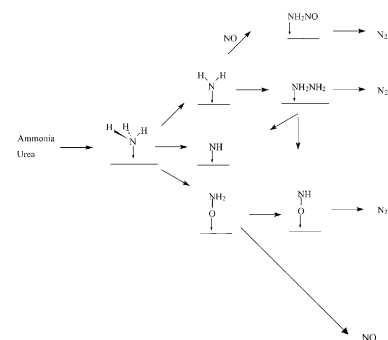 NH₂NO
NO
N₂
H H
N
NH₂NH₂
N₂
H H H
N
Ammonia
Urea
NH
NH₂
O
NH
O
N₂
NO